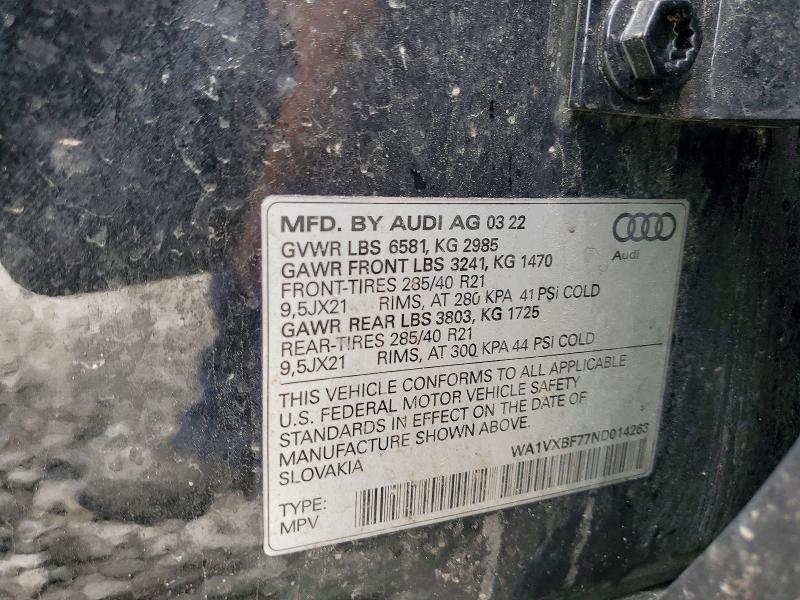 MFD. BY AUDI AG 03 22
GVWR LBS 6581, KG 2985
GAWR FRONT LBS 3241, KG 1470
FRONT-TIRES 285/40 R21
9,5JX21 RIMS, AT 280 KPA 41 PSi COLD
GAWR REAR LBS 3803, KG 1725
REAR-TIRES 285/40 R21
9,5JX21 RIMS, AT 300 KPA 44 PSI COLD
Audi
THIS VEHICLE CONFORMS TO ALL APPLICABLE
U.S. FEDERAL MOTOR VEHICLE SAFETY
STANDARDS IN EFFECT ON THE DATE OF
MANUFACTURE SHOWN ABOVE.
SLOVAKIA
WA1VXBF77ND014263
TYPE:
MPV